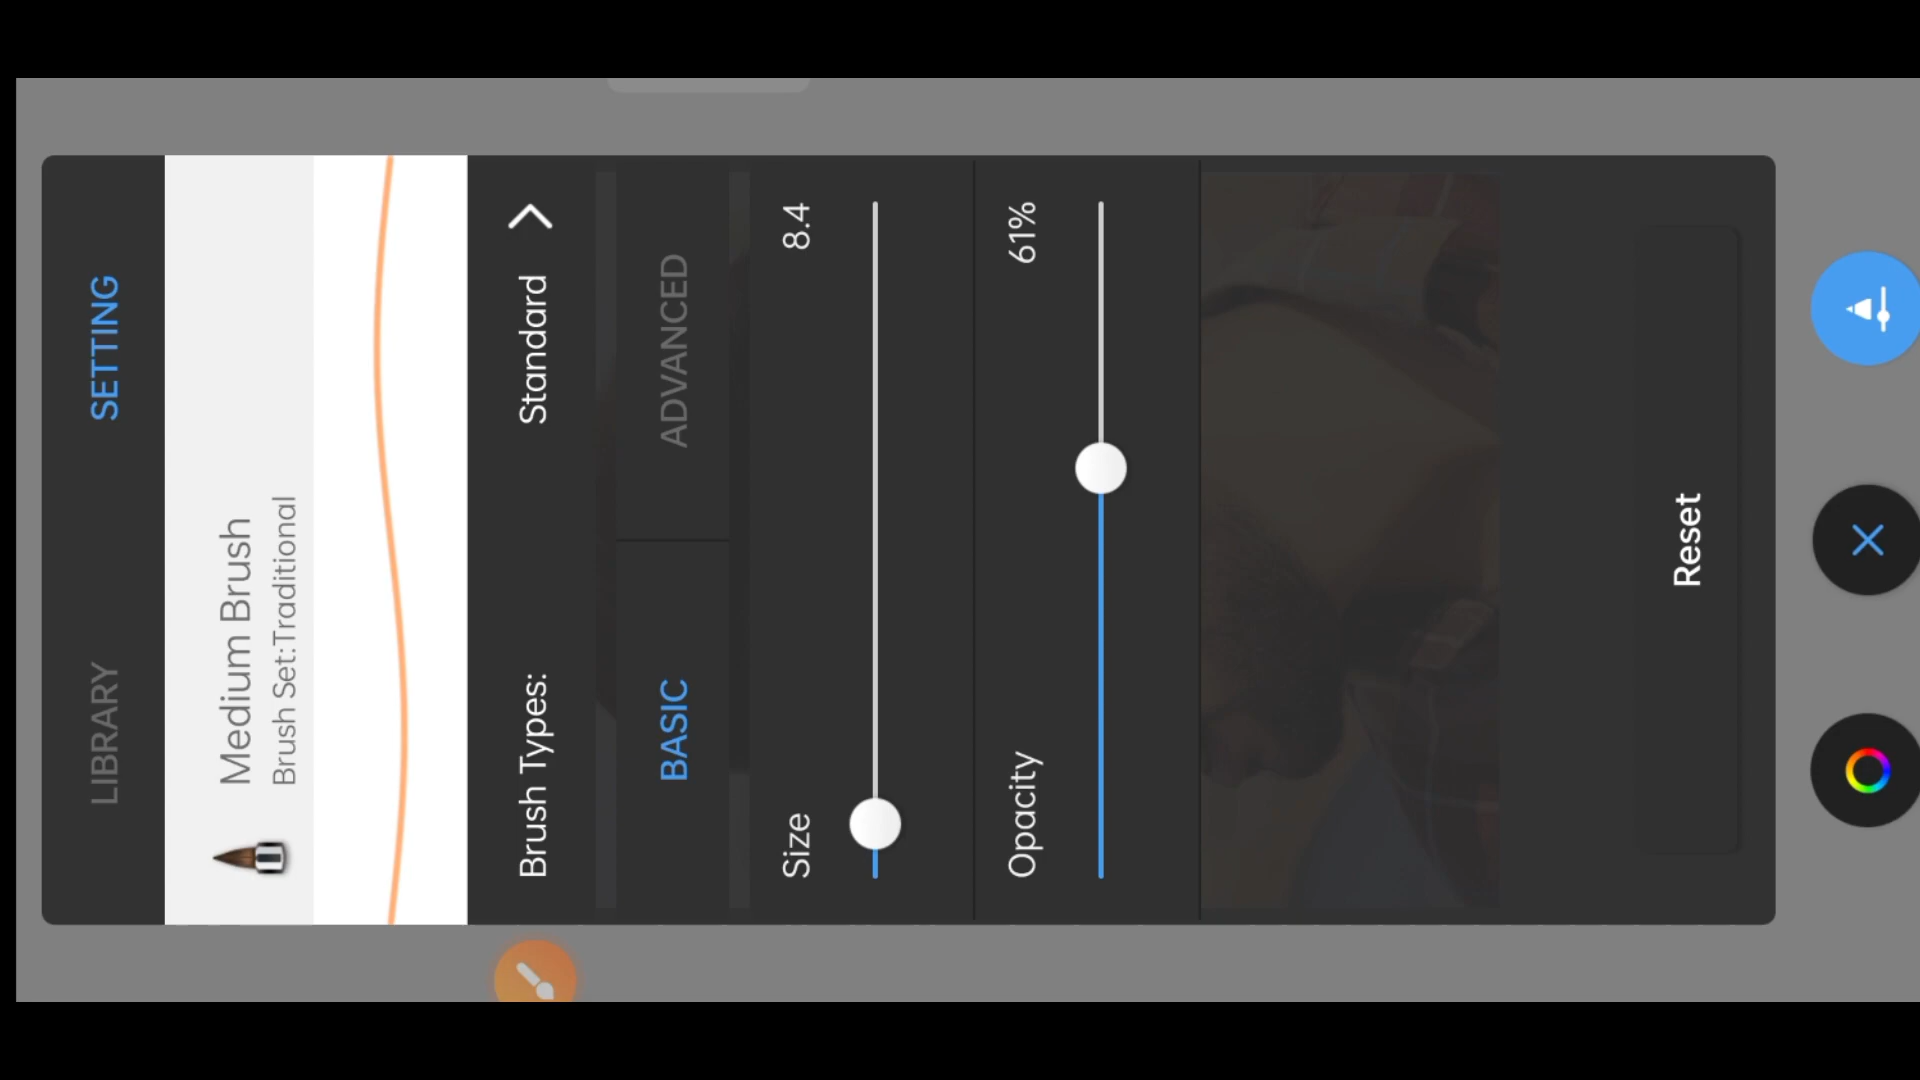 LIBRARY SETTING
Medium Brush
Brush Set:Traditional
Brush Types: Standard
BASIC ADVANCED
Size 8.4
Opacity 61%
Reset